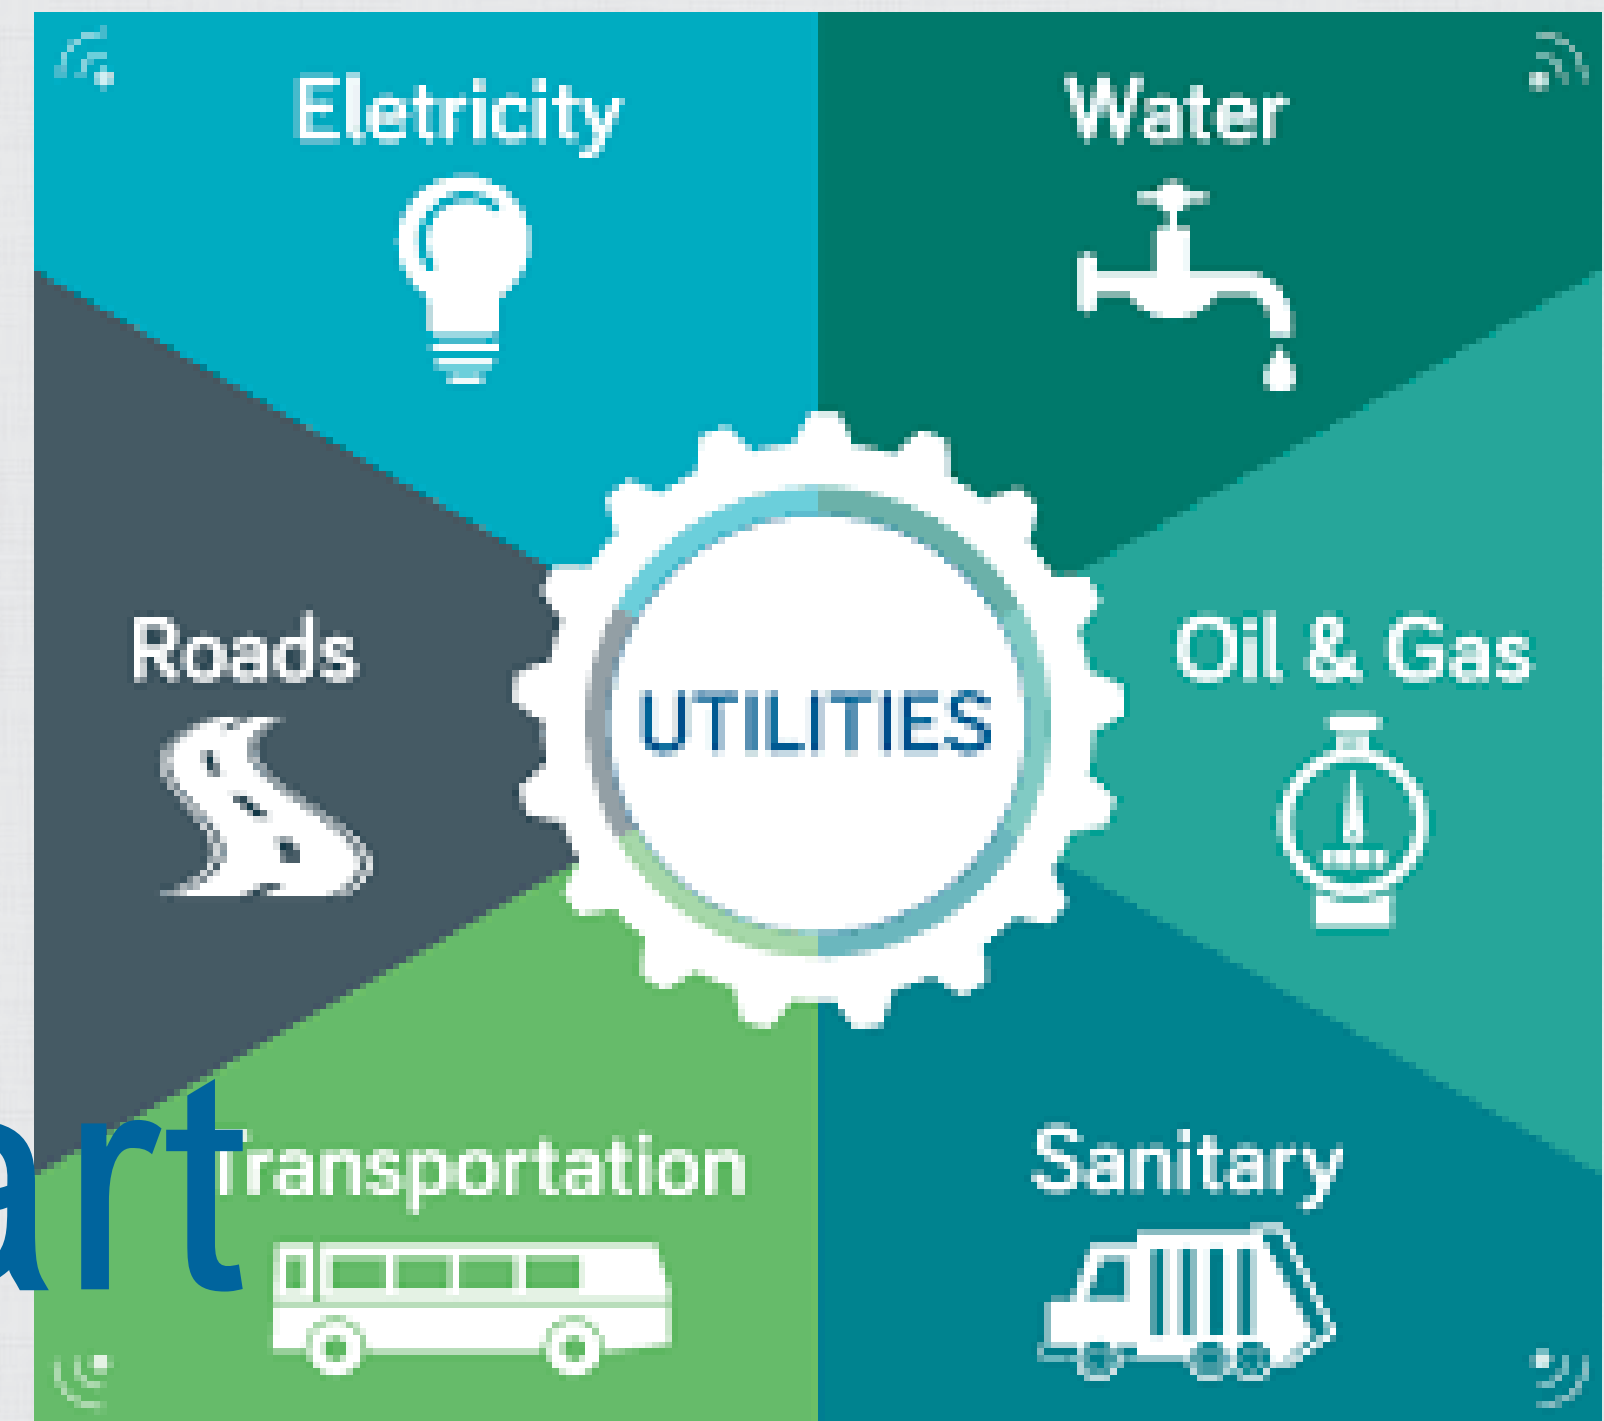 Eletricity
Water
Roads
Oil & Gas
UTILITIES
art
Transportation
Sanitary